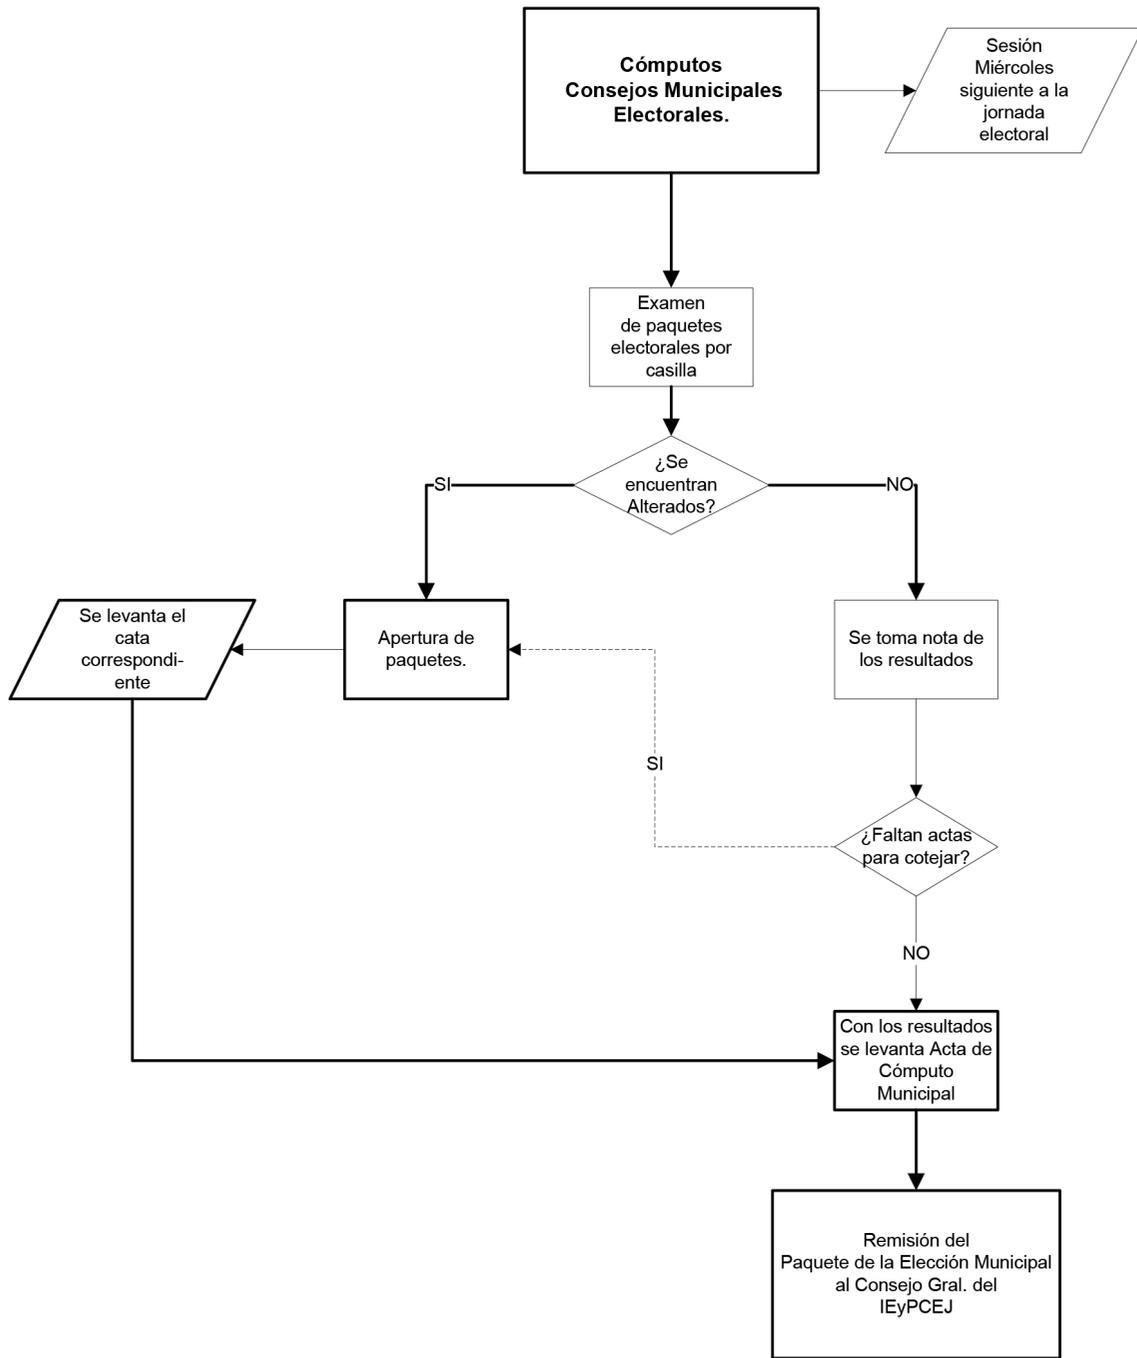 Cómputos
Consejos Municipales
Electorales.
Sesión
Miércoles
siguiente a la
jornada
electoral
Examen
de paquetes
electorales por
casilla
¿Se
encuentran
Alterados?
SI
NO
Se levanta el
cata
correspondi-
ente
Apertura de
paquetes.
Se toma nota de
los resultados
SI
¿Faltan actas
para cotejar?
NO
Con los resultados
se levanta Acta de
Cómputo
Municipal
Remisión del
Paquete de la Elección Municipal
al Consejo Gral. del
IEyPCEJ